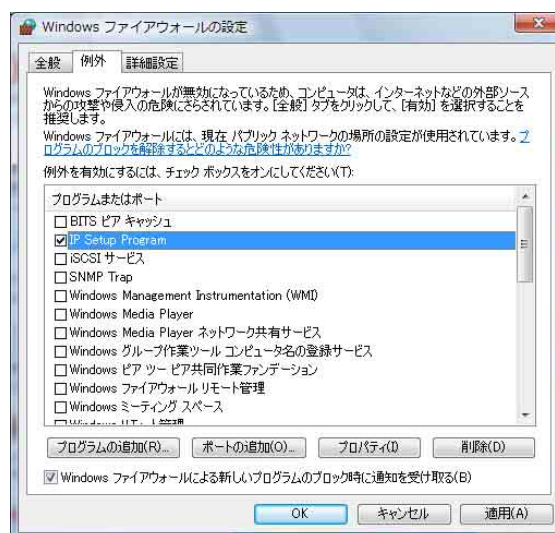 Windows ファイアウォールの設定
全般
例外
詳細設定
Windows ファイアウォールが無効になっているため、コンピュータは、インターネットなどの外部ソース
からの攻撃や侵入の危険にさらされています。[全般] タブをクリックして、[有効] を選択することを
推奨します。
Windows ファイアウォールには、現在 パブリック ネットワークの場所の設定が使用されています。プ
ログラムのブロックを解除するとどのような危険性がありますか?
例外を有効にするには、チェック ボックスをオンにしてください(T):
プログラムまたはポート
BITS ピア キャッシュ
IP Setup Program
iSCSI サービス
SNMP Trap
Windows Management Instrumentation (WMI)
Windows Media Player
Windows Media Player ネットワーク共有サービス
Windows グループ作業ツール コンピュータ名の登録サービス
Windows ピア ツー ピア共同作業ファンデーション
Windows ファイアウォール リモート管理
Windows ミーティング スペース
Windows リモート管理
プログラムの追加(R)...
ポートの追加(O)...
プロパティ(I)
削除(D)
Windows ファイアウォールによる新しいプログラムのブロック時に通知を受け取る(B)
OK
キャンセル
適用(A)